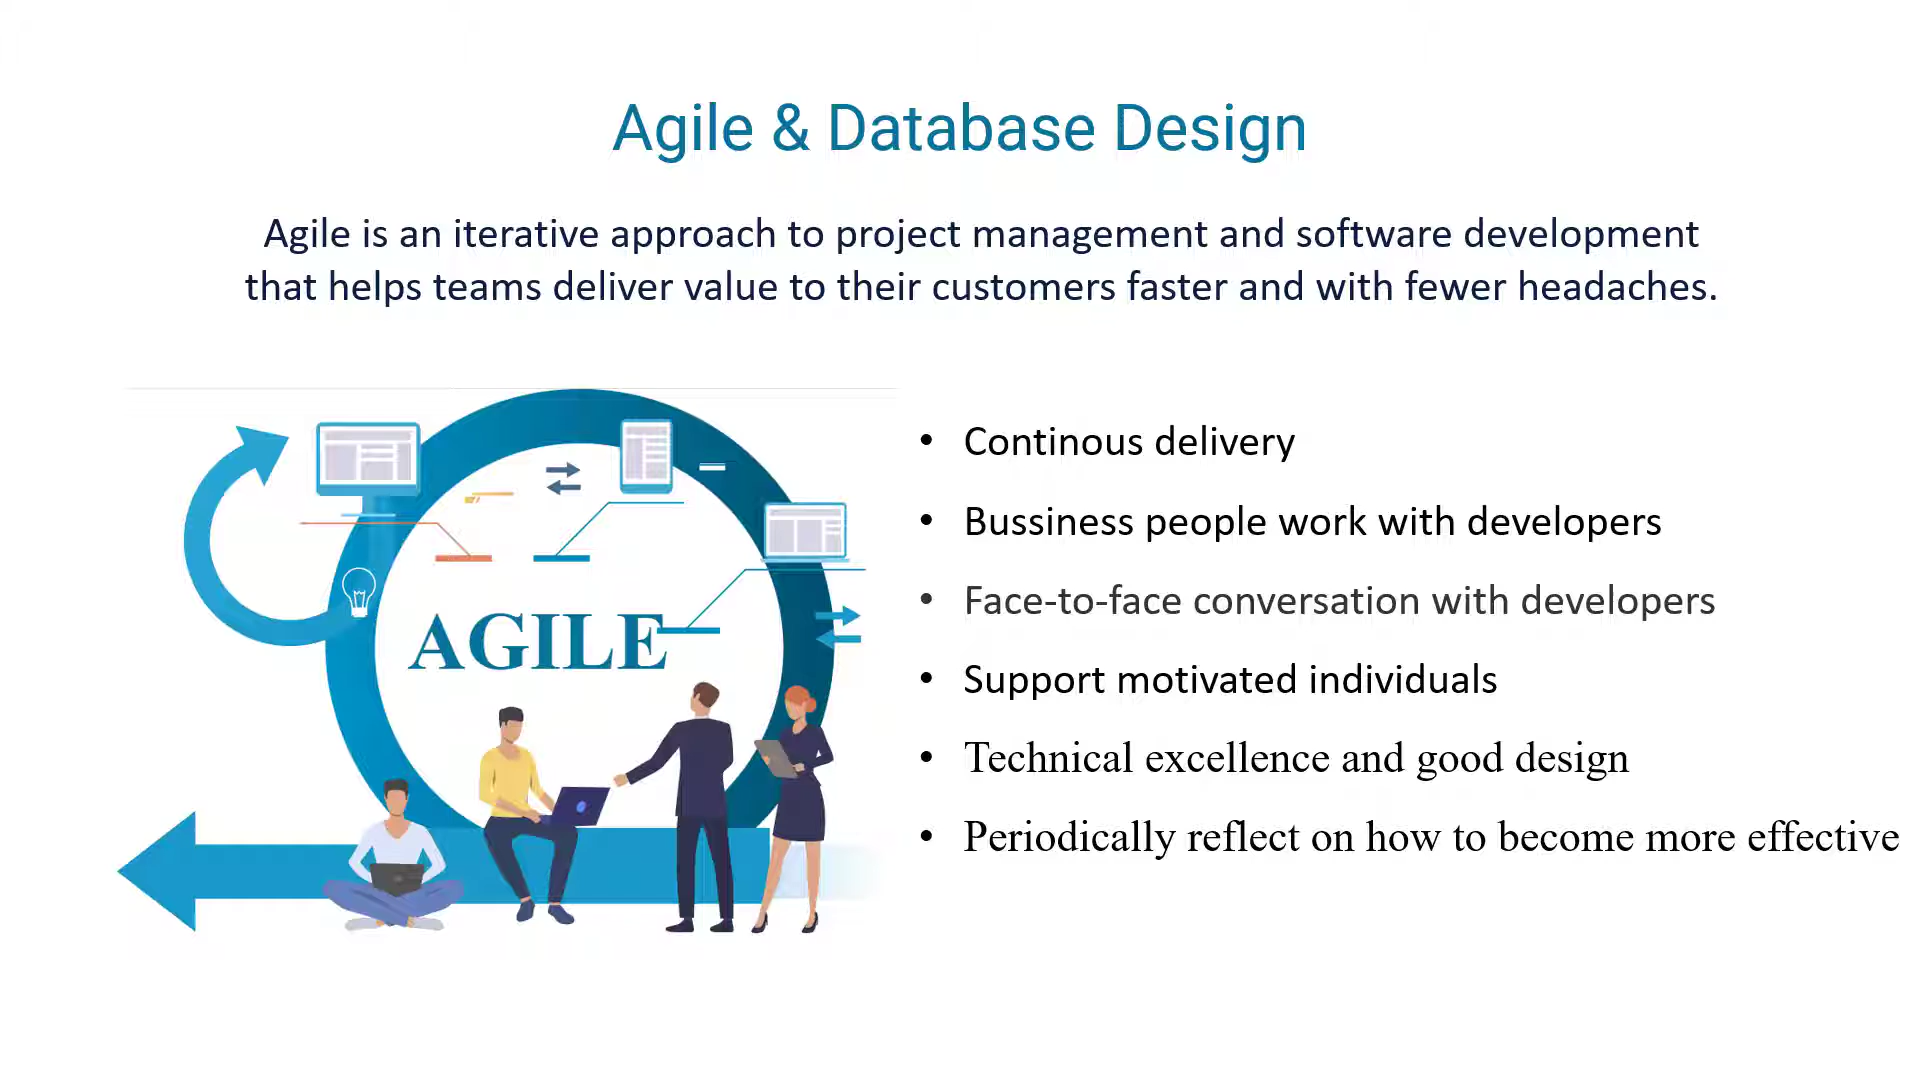 Agile & Database Design
Agile is an iterative approach to project management and software development
that helps teams deliver value to their customers faster and with fewer headaches.
AGILE
• Continous delivery
• Bussiness people work with developers
• Face-to-face conversation with developers
• Support motivated individuals
• Technical excellence and good design
• Periodically reflect on how to become more effective